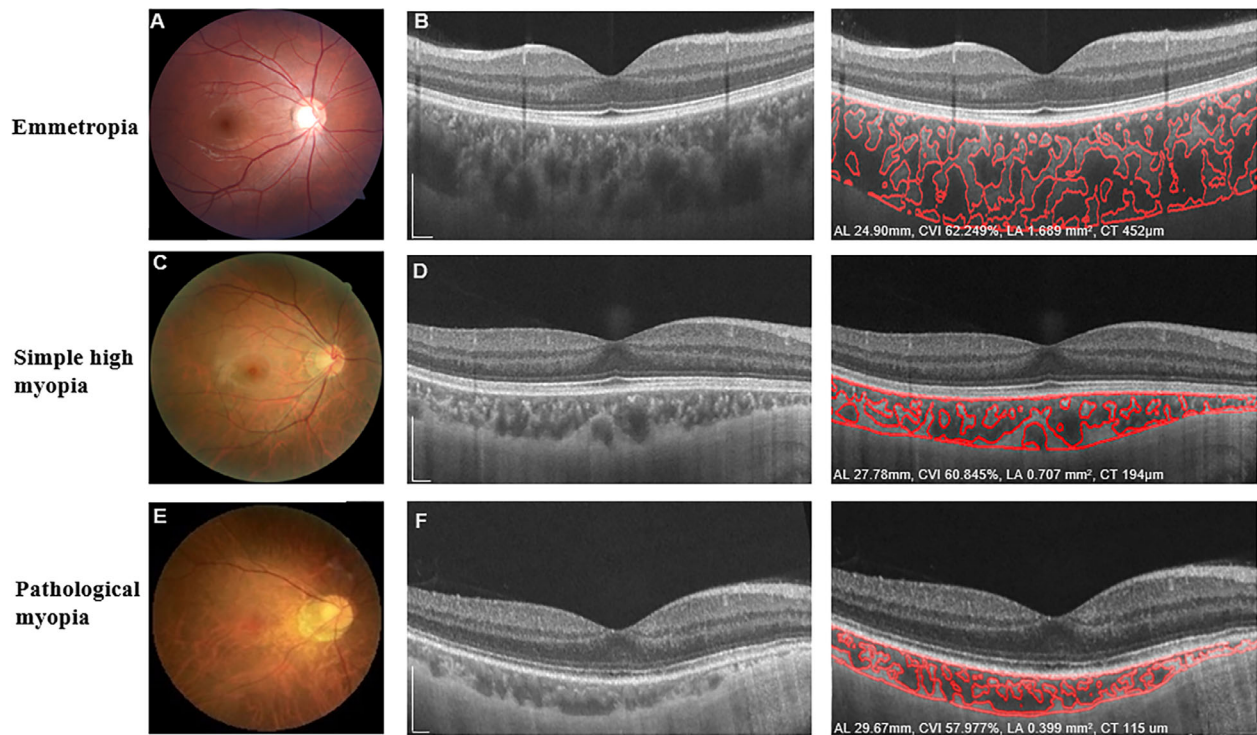 A
B
Emmetropia
AL 24.90mm, CVI 62.249%, LA 1.689 mm², CT 452μm
C
D
Simple high
myopia
AL 27.78mm, CVI 60.845%, LA 0.707 mm², CT 194μm
E
F
Pathological
myopia
AL 29.67mm, CVI 57.977%, LA 0.399 mm², CT 115 um